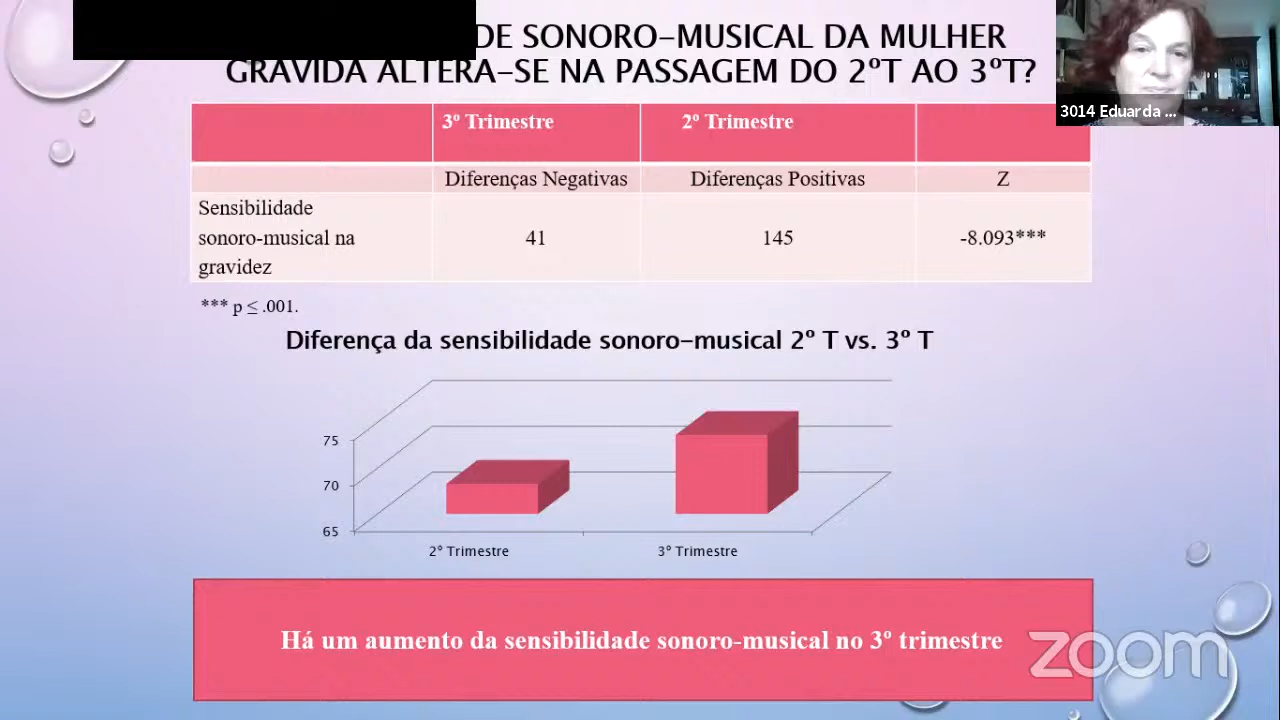 DE SONORO-MUSICAL DA MULHER
GRAVIDA ALTERA-SE NA PASSAGEM DO 2ºT AO 3ºT?
3014 Eduarda ...
3º Trimestre 2º Trimestre
Diferenças Negativas Diferenças Positivas Z
Sensibilidade
sonoro-musical na
gravidez
41 145 -8.093***
*** p ≤ .001.
Diferença da sensibilidade sonoro-musical 2º T vs. 3º T
75
70
65
2º Trimestre 3º Trimestre
Há um aumento da sensibilidade sonoro-musical no 3º trimestre
zoom